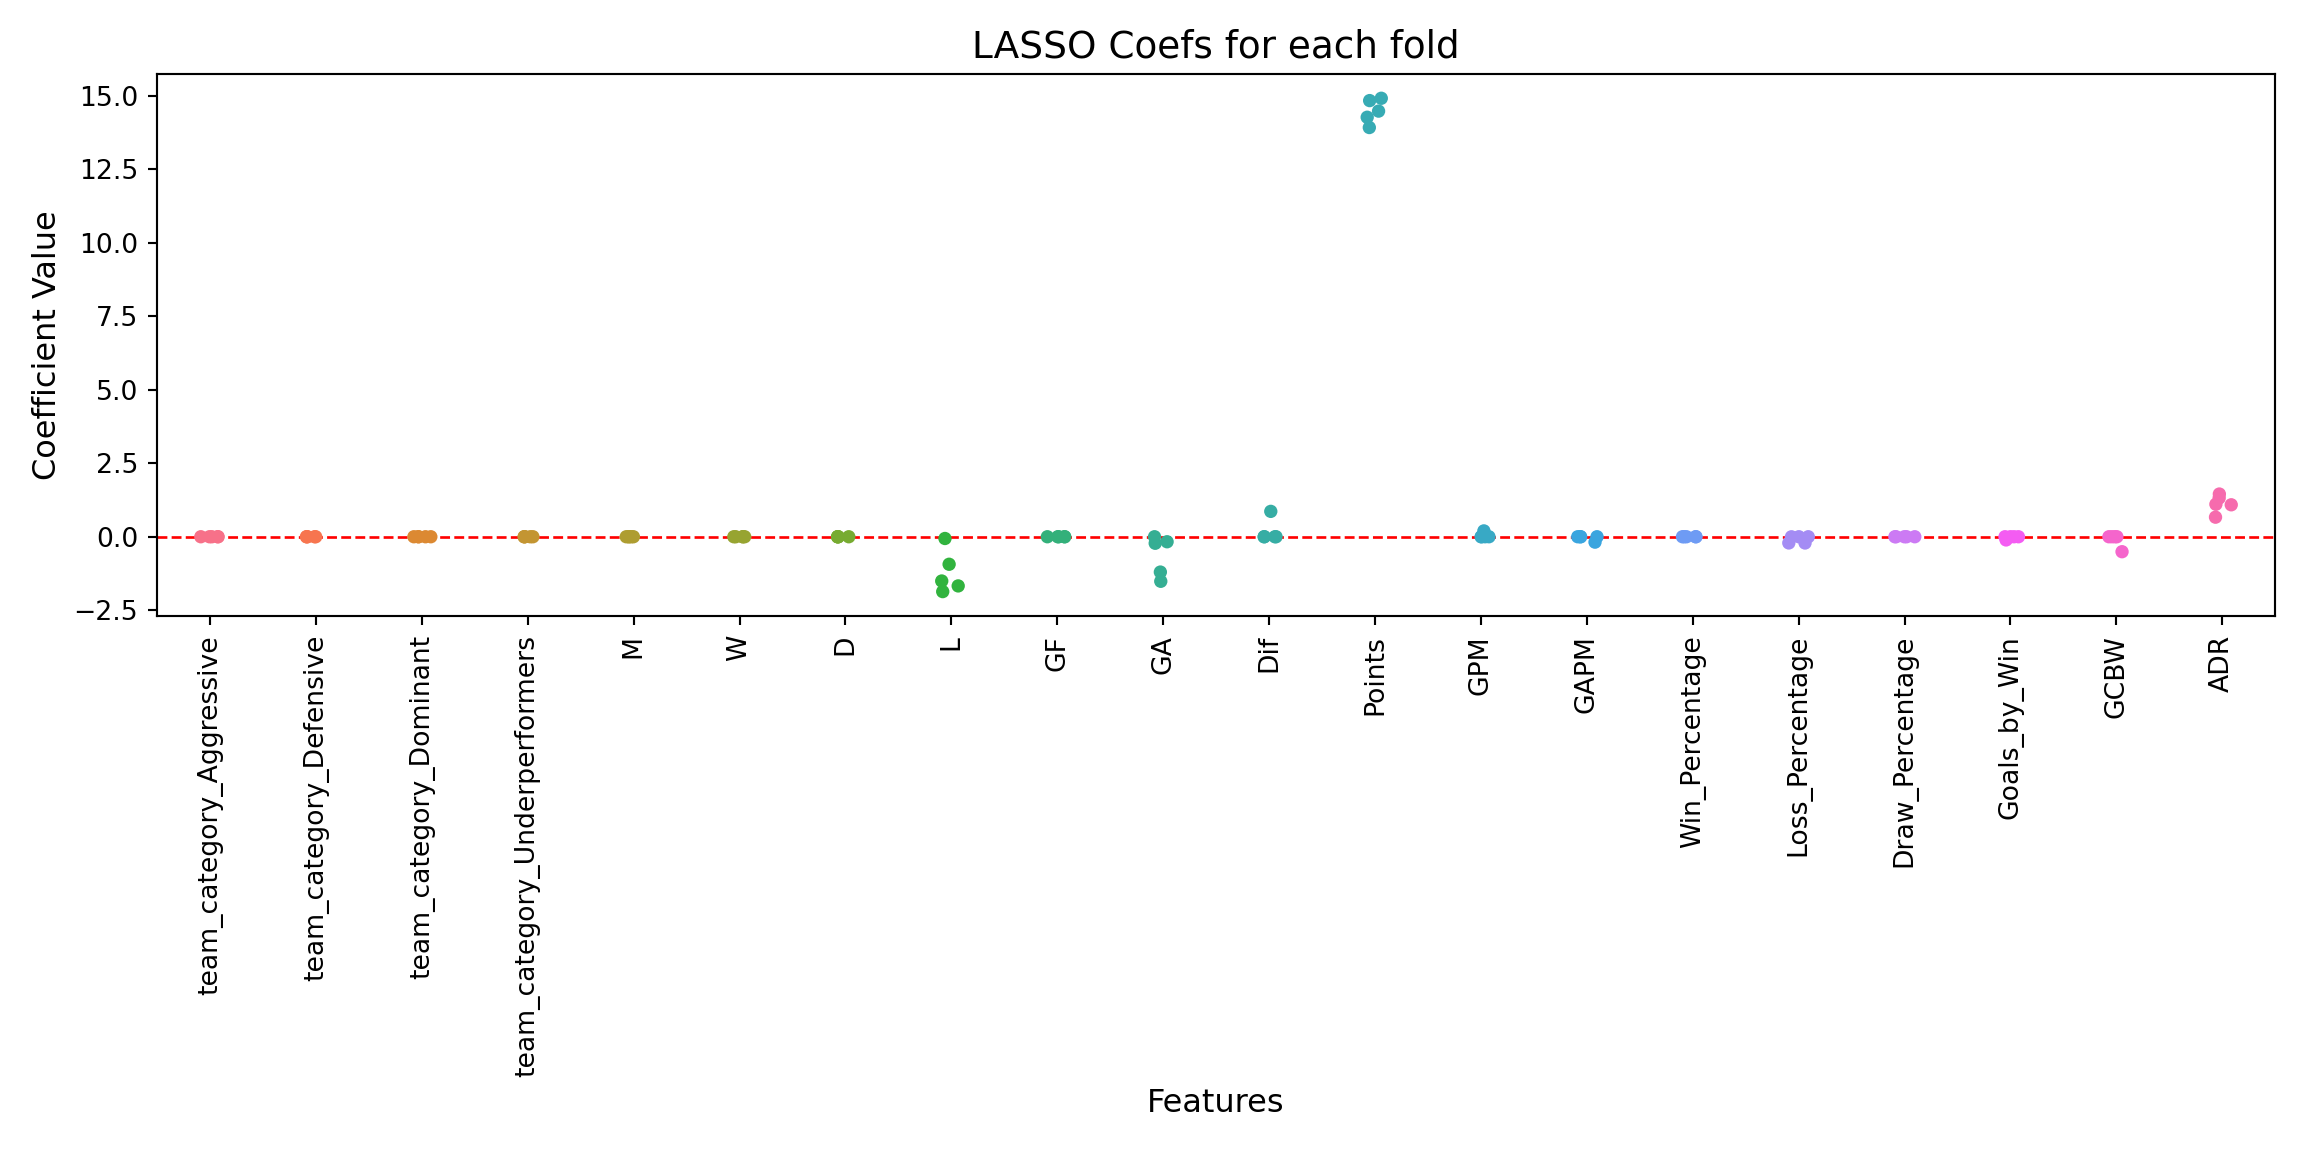 LASSO Coefs for each fold
Coefficient Value
15.0
12.5
10.0
7.5
5.0
2.5
0.0
−2.5
team_category_Aggressive
team_category_Defensive
team_category_Dominant
team_category_Underperformers
M
W
D
L
GF
GA
Dif
Points
GPM
GAPM
Win_Percentage
Loss_Percentage
Draw_Percentage
Goals_by_Win
GCBW
ADR
Features